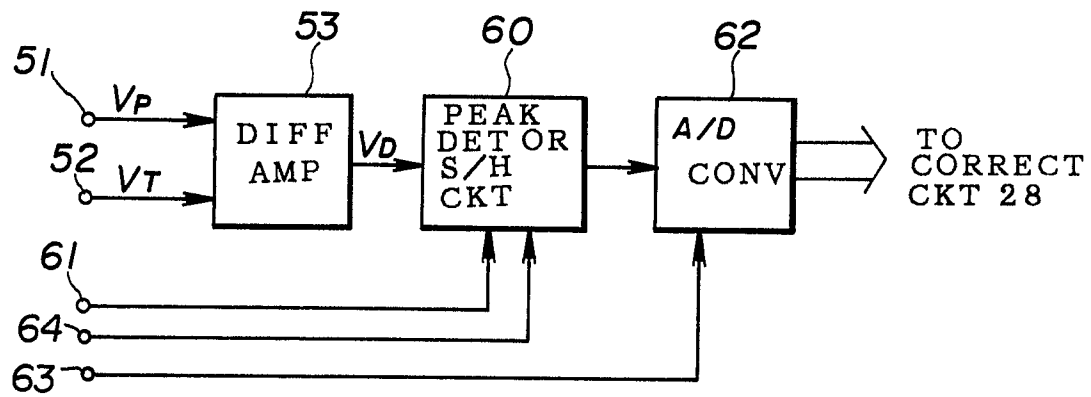 53
60
62
51
VP
DIFF
AMP
VD
PEAK
DET OR
S/H
CKT
A/D
CONV
TO
CORRECT
CKT 28
52
VT
61
64
63